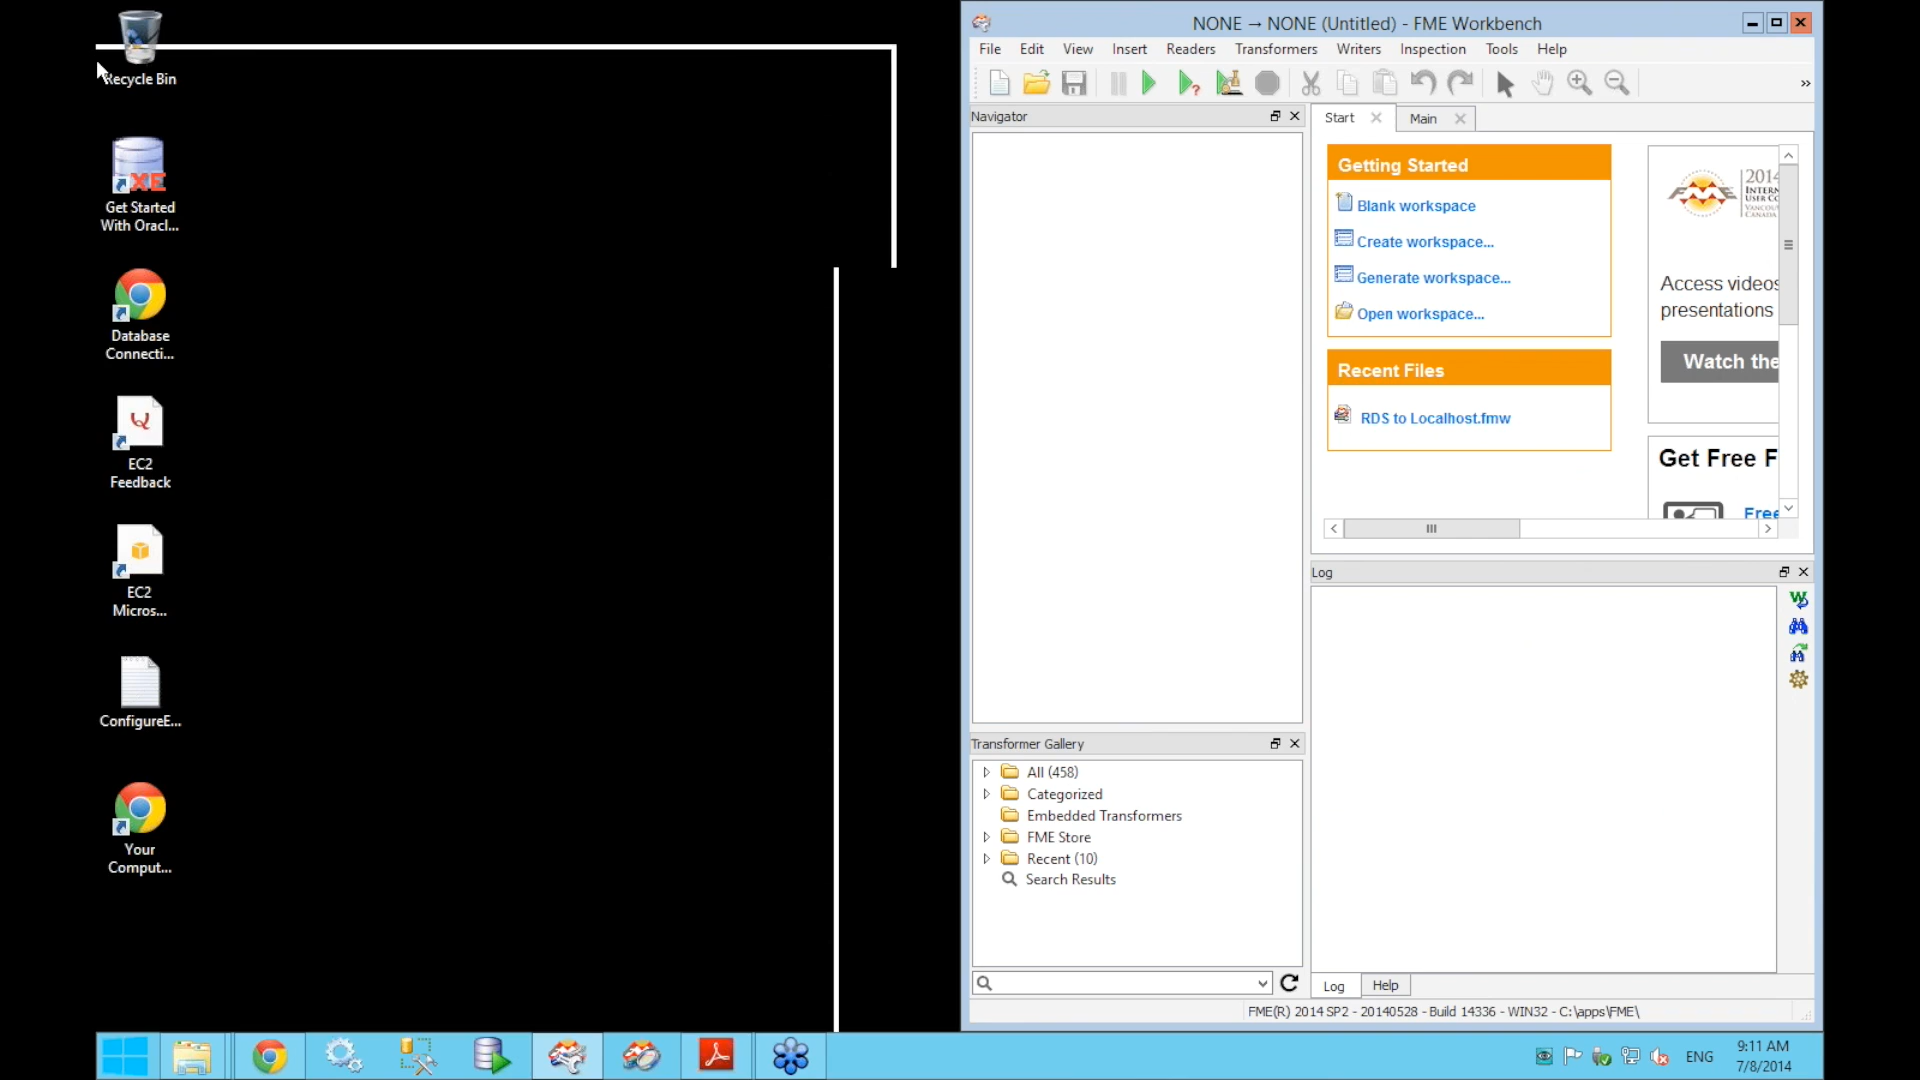 Recycle Bin
Get Started
With Oracl...
Database
Connecti...
EC2
Feedback
EC2
Micros...
ConfigureE...
Your
Comput...
NONE → NONE (Untitled) - FME Workbench
File Edit View Insert Readers Transformers Writers Inspection Tools Help
Navigator
Start Main
Getting Started
Blank workspace
Create workspace...
Generate workspace...
Open workspace...
Recent Files
RDS to Localhost.fmw
FME 2014
Access videos
presentations
Watch the
Get Free F
Free
Log
Transformer Gallery
All (458)
Categorized
Embedded Transformers
FME Store
Recent (10)
Search Results
Log Help
FME(R) 2014 SP2 - 20140528 - Build 14336 - WIN32 - C:\apps\FME\
ENG
9:11 AM
7/8/2014